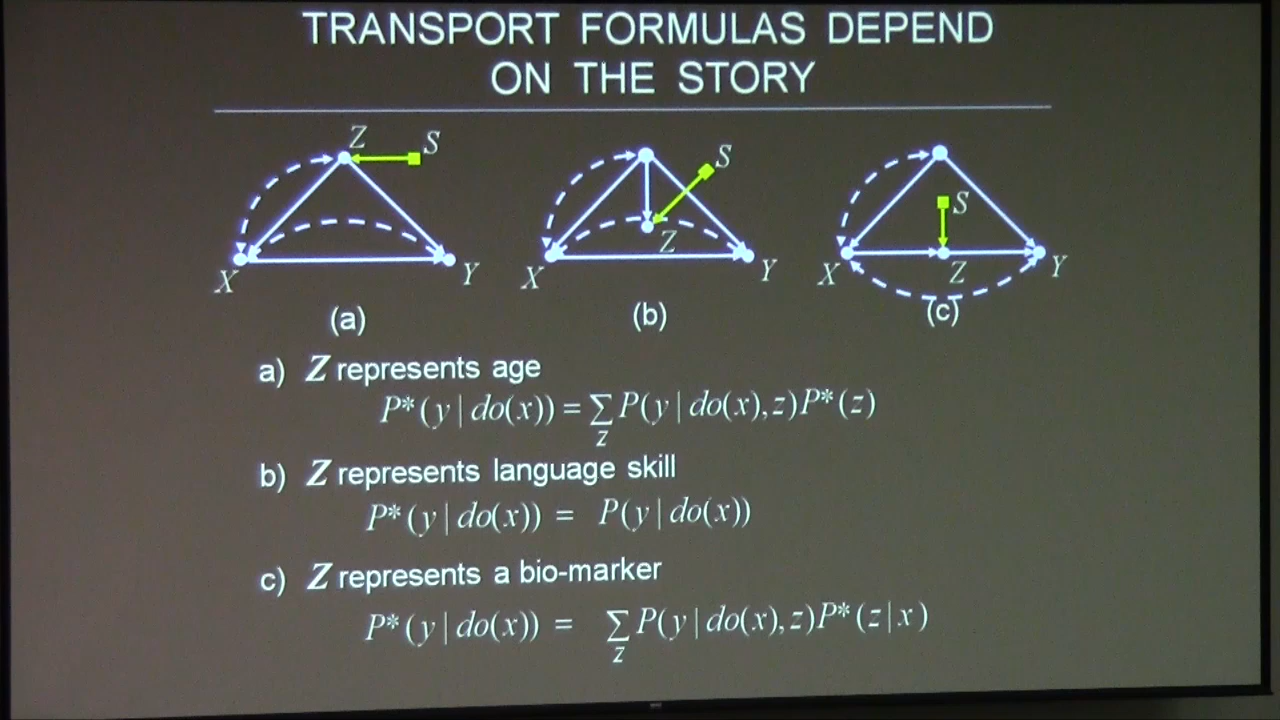 TRANSPORT FORMULAS DEPEND
ON THE STORY
Z S
X Y
(a)
S
Z
X Y
(b)
S
X Z Y
(c)
a) Z represents age
P*(y | do(x)) = ∑ P(y | do(x), z)P*(z)
z
b) Z represents language skill
P*(y | do(x)) = P(y | do(x))
c) Z represents a bio-marker
P*(y | do(x)) = ∑ P(y | do(x), z)P*(z | x)
z